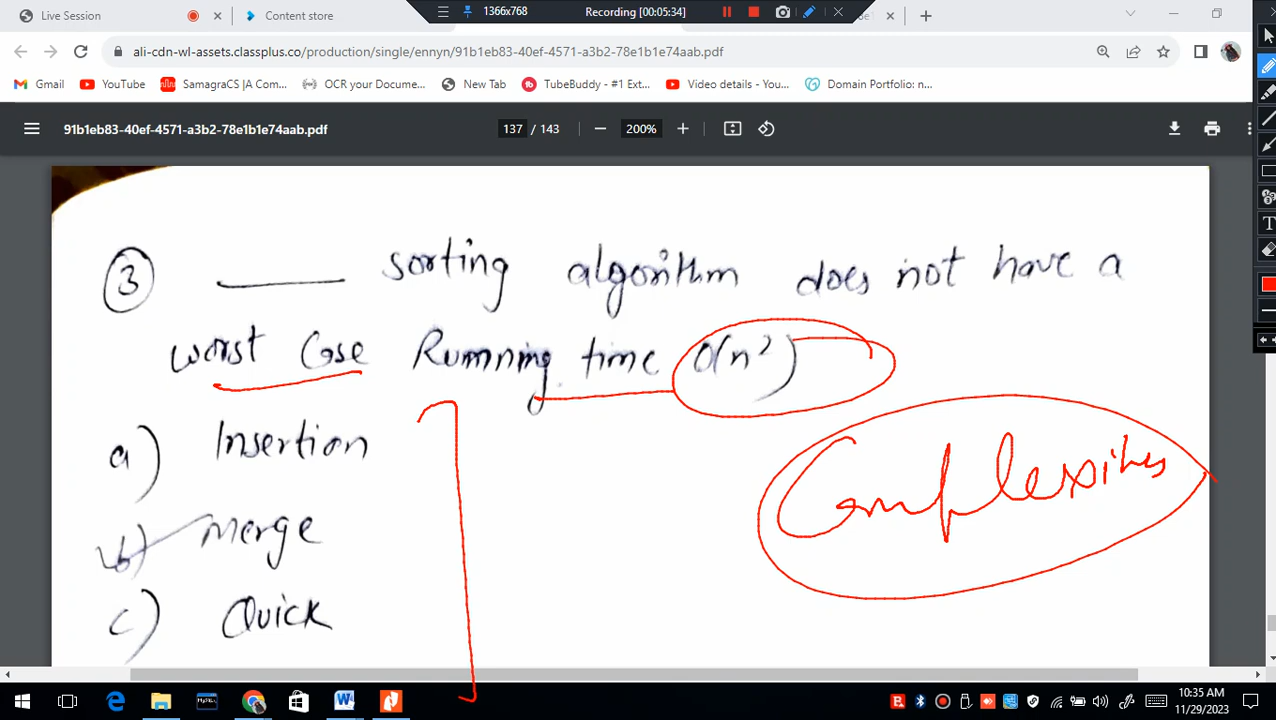 Live Session
Content store
1366x768
Recording [00:05:34]
ali-cdn-wl-assets.classplus.co/production/single/ennyn/91b1eb83-40ef-4571-a3b2-78e1b1e74aab.pdf
Gmail
YouTube
SamagraCS |A Com...
OCR your Docume...
New Tab
TubeBuddy - #1 Ext...
Video details - You...
Domain Portfolio: n...
91b1eb83-40ef-4571-a3b2-78e1b1e74aab.pdf
137 / 143
200%
③ ____ sorting algorithm does not have a
worst Case Running time O(n²)
a) Insertion
Complexities
b) Merge
c) Quick
10:35 AM
11/29/2023